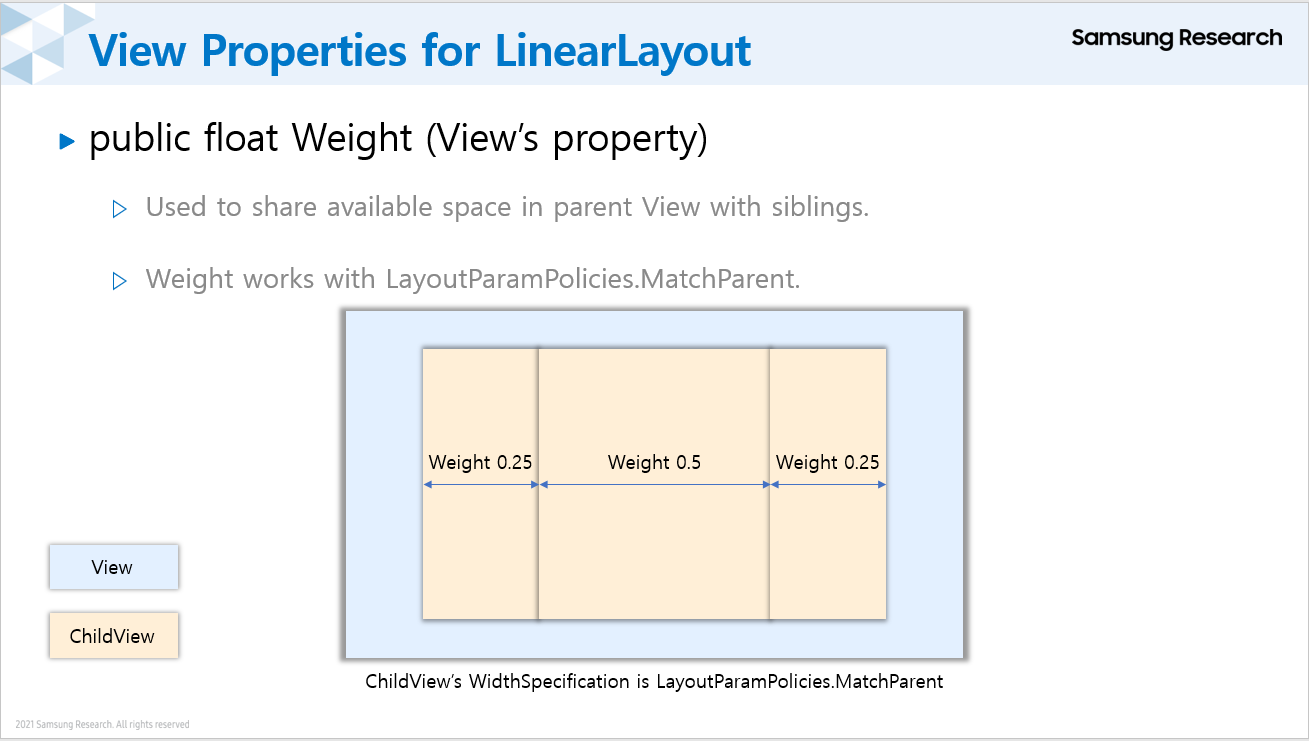 View Properties for LinearLayout
Samsung Research
public float Weight (View’s property)
Used to share available space in parent View with siblings.
Weight works with LayoutParamPolicies.MatchParent.
Weight 0.25
Weight 0.5
Weight 0.25
View
ChildView
ChildView’s WidthSpecification is LayoutParamPolicies.MatchParent
2021 Samsung Research. All rights reserved